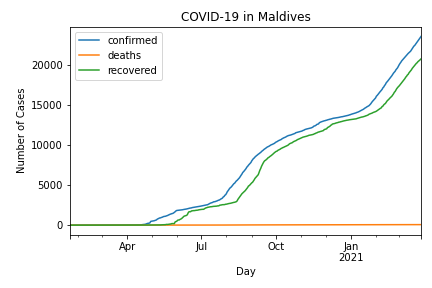 COVID-19 in Maldives
confirmed
deaths
recovered
Number of Cases
20000
15000
10000
5000
0
Apr
Jul
Oct
Jan
2021
Day